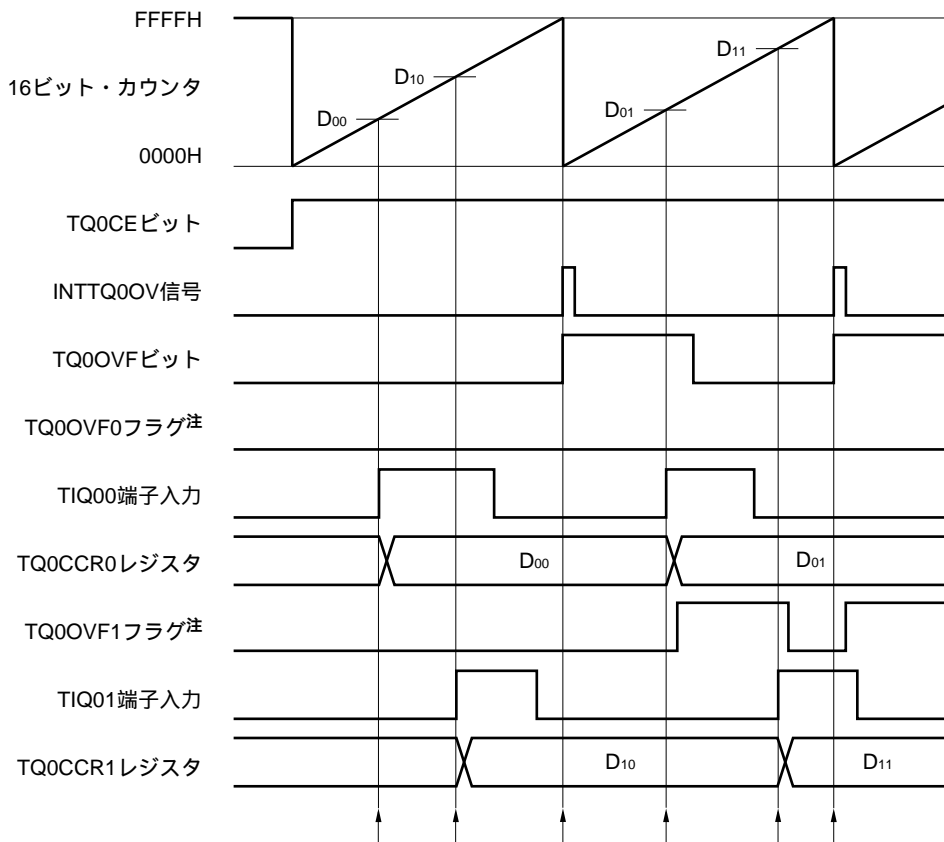 FFFFH
16ビット・カウンタ
0000H
D10
D00
D11
D01
TQ0CEビット
INTTQ0OV信号
TQ0OVFビット
TQ0OVF0フラグ注
TIQ00端子入力
TQ0CCR0レジスタ
D00
D01
TQ0OVF1フラグ注
TIQ01端子入力
TQ0CCR1レジスタ
D10
D11